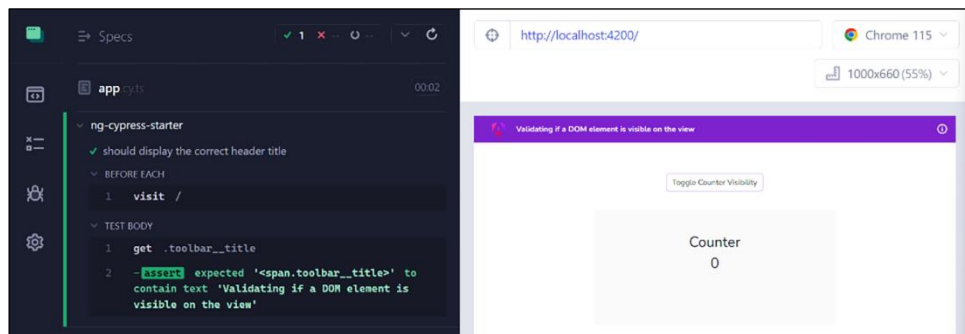 Specs
1 -- --
app.cy.ts 00:02
ng-cypress-starter
should display the correct header title
BEFORE EACH
1 visit /
TEST BODY
1 get .toolbar__title
2 -assert expected '<span.toolbar__title>' to
contain text 'Validating if a DOM element is
visible on the view'
http://localhost:4200/
Chrome 115
1000x660 (55%)
Validating if a DOM element is visible on the view
Toggle Counter Visibility
Counter
0